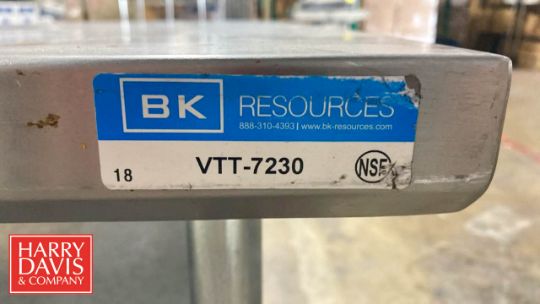 BK RESOURCES
888-310-4393 | www.bk-resources.com
18 VTT-7230 NSF
HARRY
DAVIS
& COMPANY